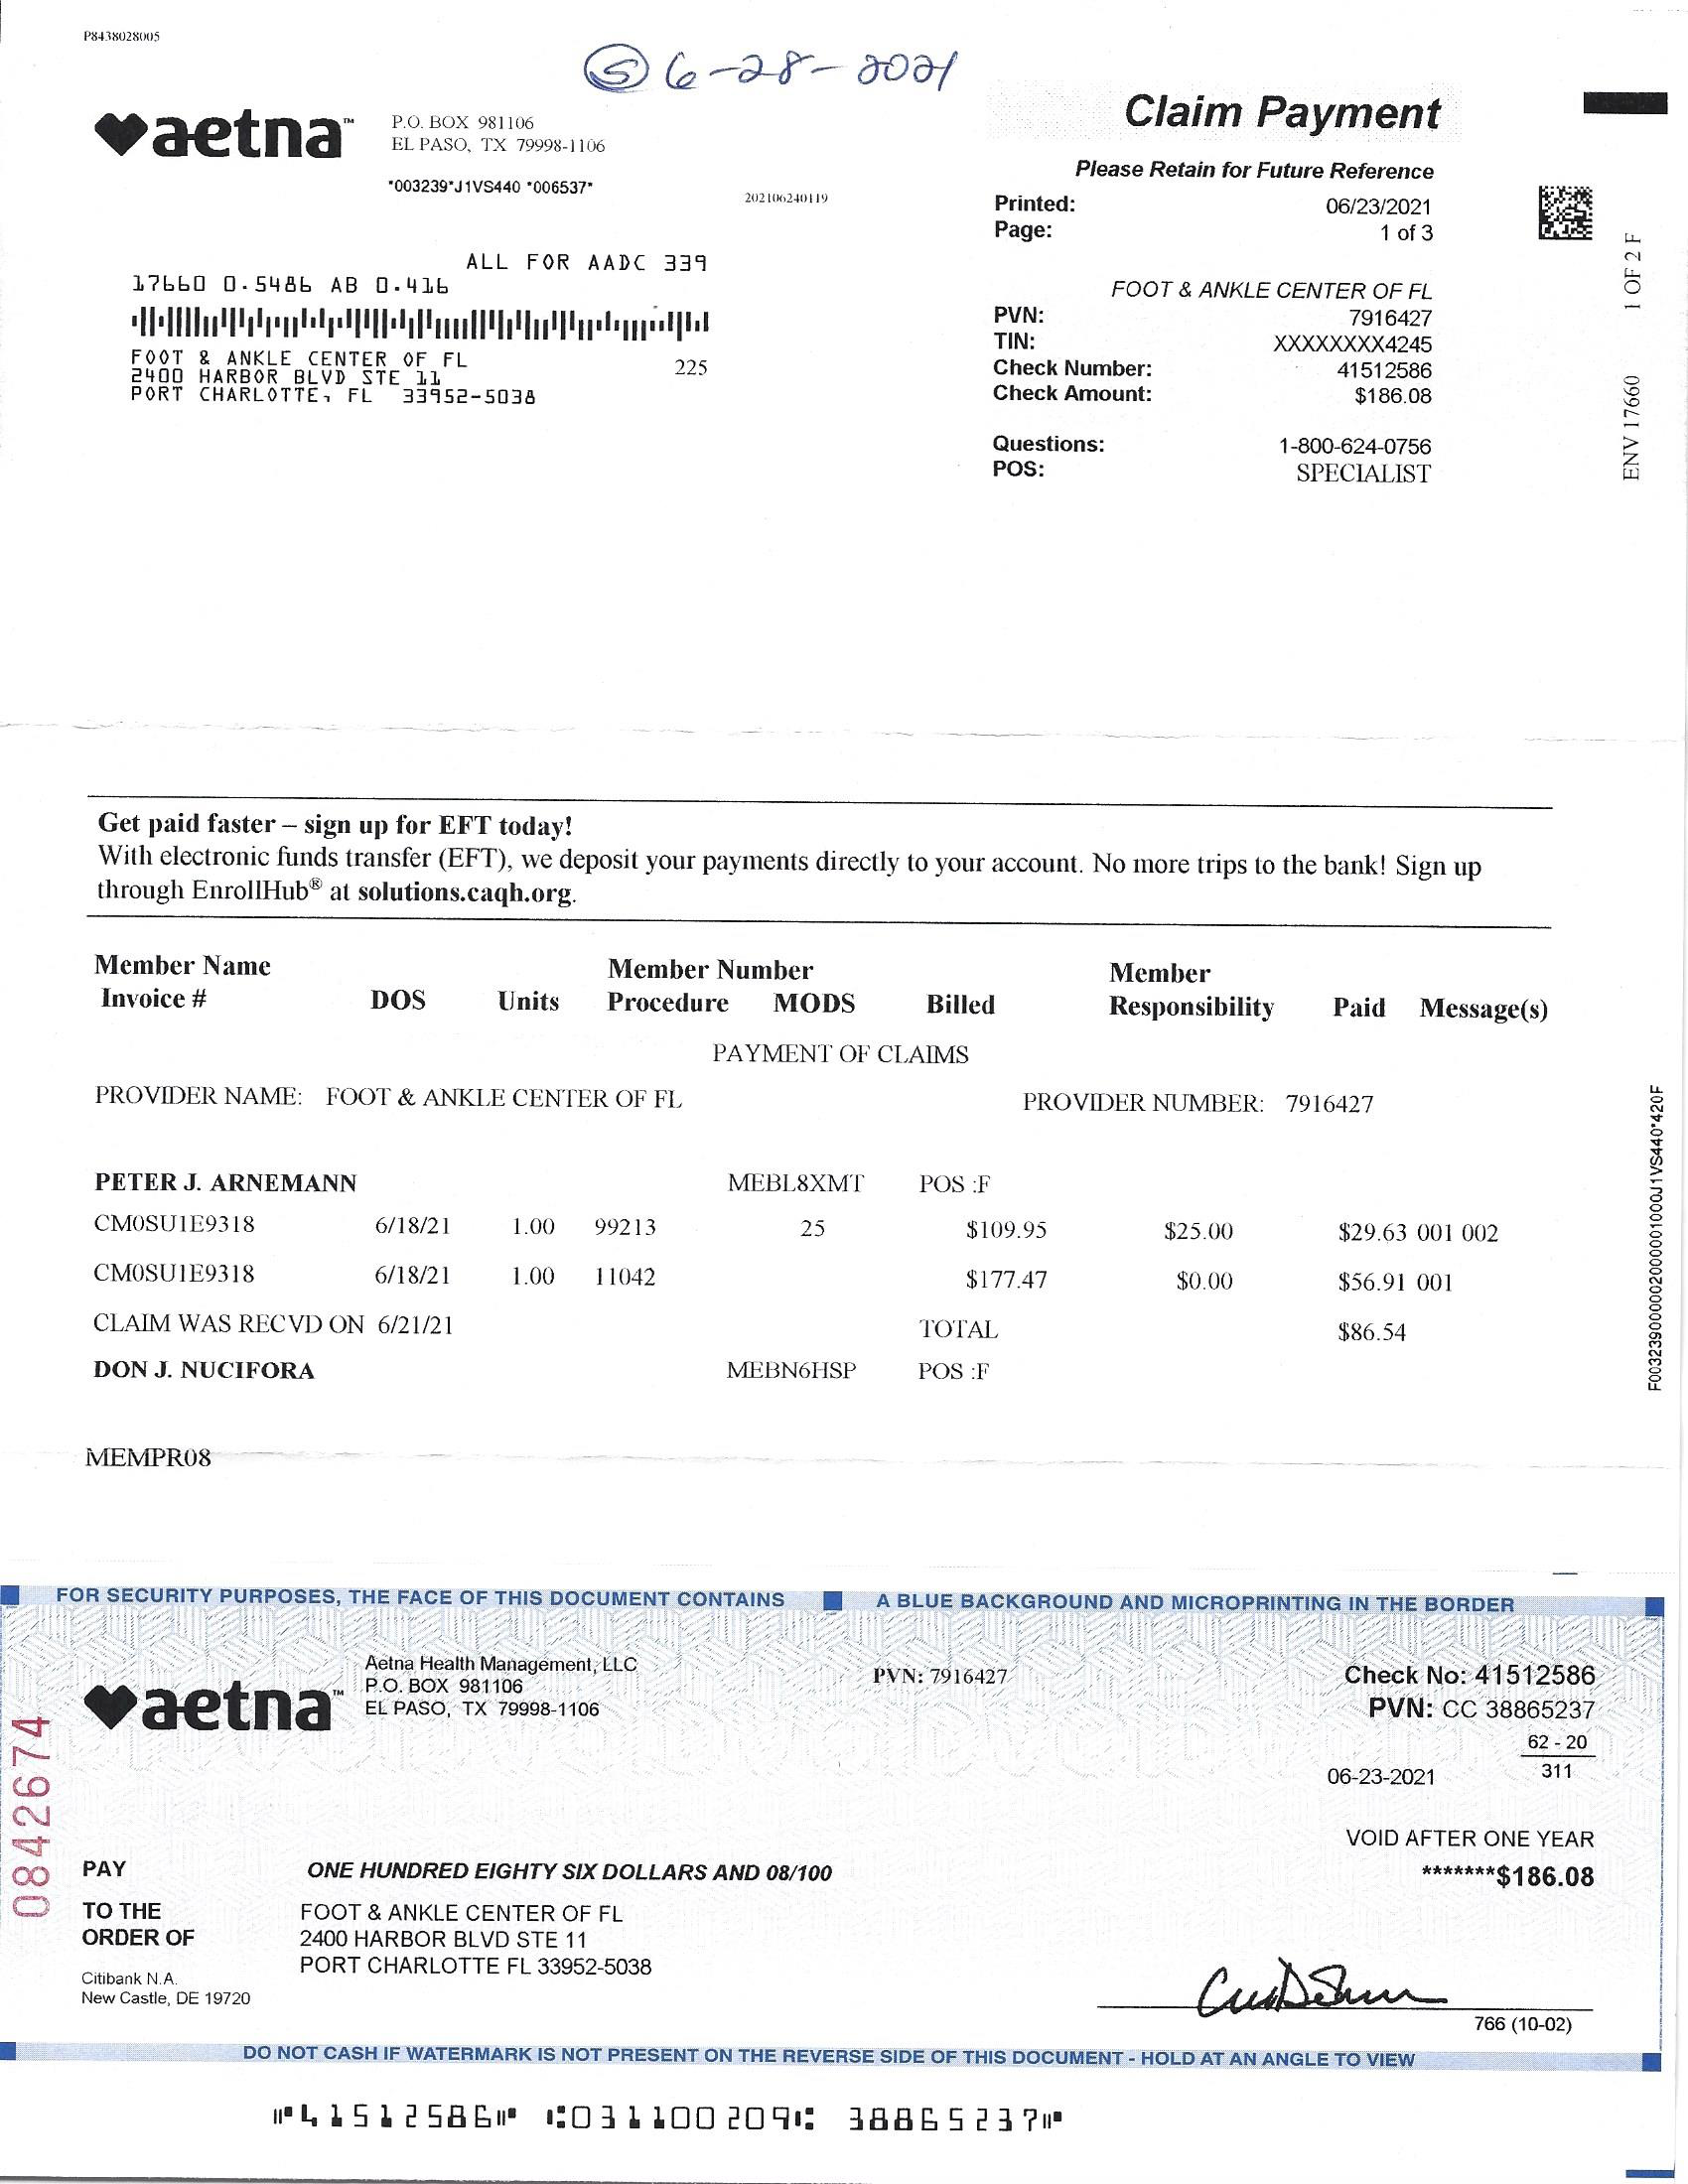 P8438028005
Ⓢ 6-28-2021
aetna™
P.O. BOX 981106
EL PASO, TX 79998-1106
*003239*J1VS440 *006537*
202106240119
Claim Payment
Please Retain for Future Reference
Printed: 06/23/2021
Page: 1 of 3
ALL FOR AADC 339
17660 0.5486 AB 0.416
FOOT & ANKLE CENTER OF FL
2400 HARBOR BLVD STE 11
PORT CHARLOTTE, FL 33952-5038
225
FOOT & ANKLE CENTER OF FL
PVN: 7916427
TIN: XXXXXXXX4245
Check Number: 41512586
Check Amount: $186.08
Questions: 1-800-624-0756
POS: SPECIALIST
ENV 17660 1 OF 2 F
Get paid faster – sign up for EFT today!
With electronic funds transfer (EFT), we deposit your payments directly to your account. No more trips to the bank! Sign up
through EnrollHub® at solutions.caqh.org.
Member Name Member Number Member
Invoice # DOS Units Procedure MODS Billed Responsibility Paid Message(s)
PAYMENT OF CLAIMS
PROVIDER NAME: FOOT & ANKLE CENTER OF FL PROVIDER NUMBER: 7916427
PETER J. ARNEMANN MEBL8XMT POS :F
CM0SU1E9318 6/18/21 1.00 99213 25 $109.95 $25.00 $29.63 001 002
CM0SU1E9318 6/18/21 1.00 11042 $177.47 $0.00 $56.91 001
CLAIM WAS RECVD ON 6/21/21 TOTAL $86.54
DON J. NUCIFORA MEBN6HSP POS :F
MEMPR08
FOR SECURITY PURPOSES, THE FACE OF THIS DOCUMENT CONTAINS A BLUE BACKGROUND AND MICROPRINTING IN THE BORDER
aetna™
Aetna Health Management, LLC
P.O. BOX 981106
EL PASO, TX 79998-1106
PVN: 7916427
Check No: 41512586
PVN: CC 38865237
62 - 20
311
06-23-2021
0842674
VOID AFTER ONE YEAR
PAY ONE HUNDRED EIGHTY SIX DOLLARS AND 08/100 *******$186.08
TO THE
ORDER OF
FOOT & ANKLE CENTER OF FL
2400 HARBOR BLVD STE 11
PORT CHARLOTTE FL 33952-5038
Citibank N.A.
New Castle, DE 19720
766 (10-02)
DO NOT CASH IF WATERMARK IS NOT PRESENT ON THE REVERSE SIDE OF THIS DOCUMENT - HOLD AT AN ANGLE TO VIEW
⑈41512586⑈ ⑆031100209⑆ 38865237⑈